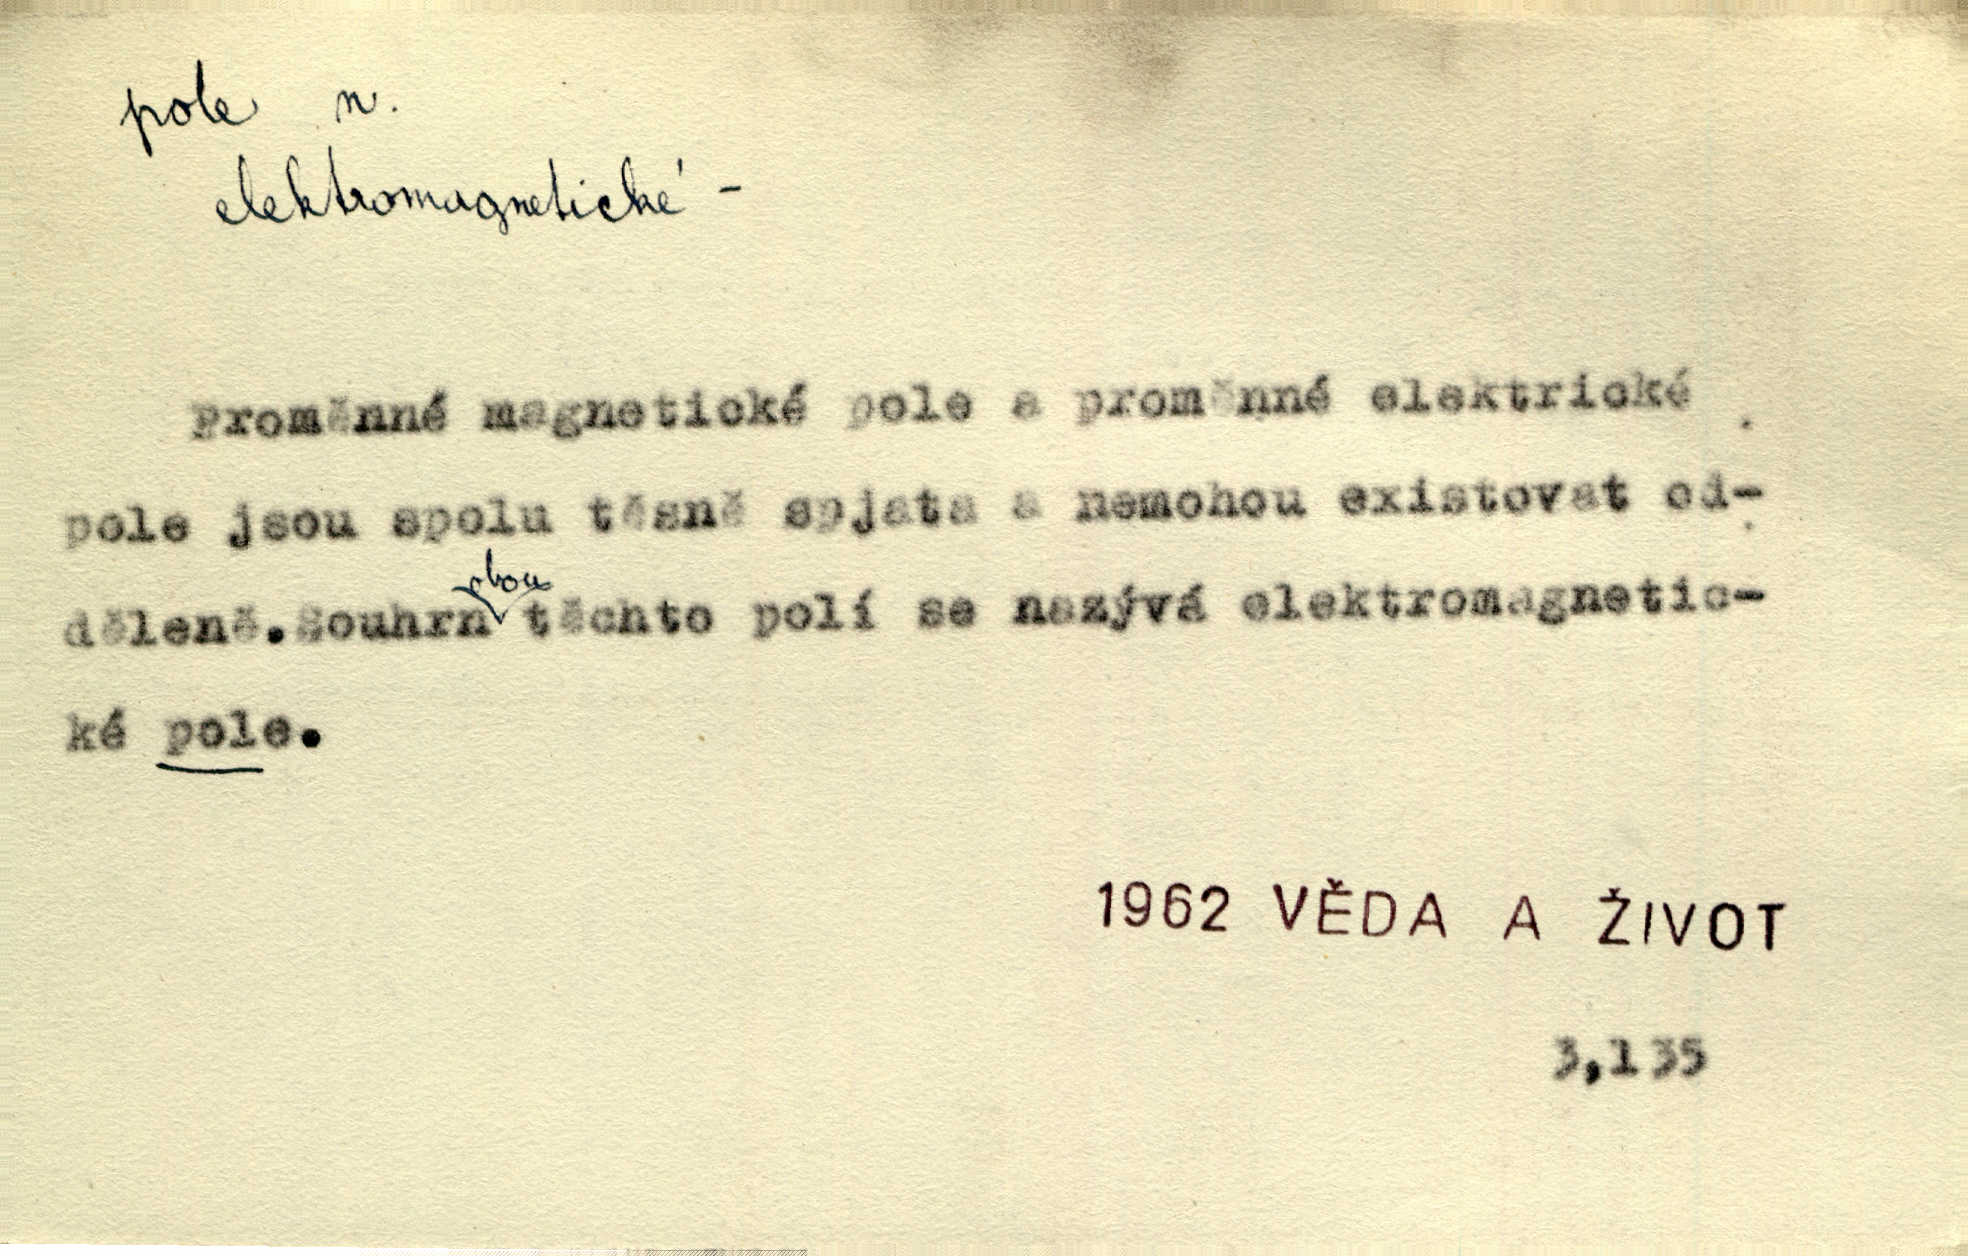 pole n.
elektromagnetické –
Proměnné magnetické pole a proměnné elektrické
pole jsou spolu těsně spjata a nemohou existovat od-
děleně. Souhrn obou těchto polí se nazývá elektromagnetic-
ké pole.
1962 VĚDA A ŽIVOT
3,135